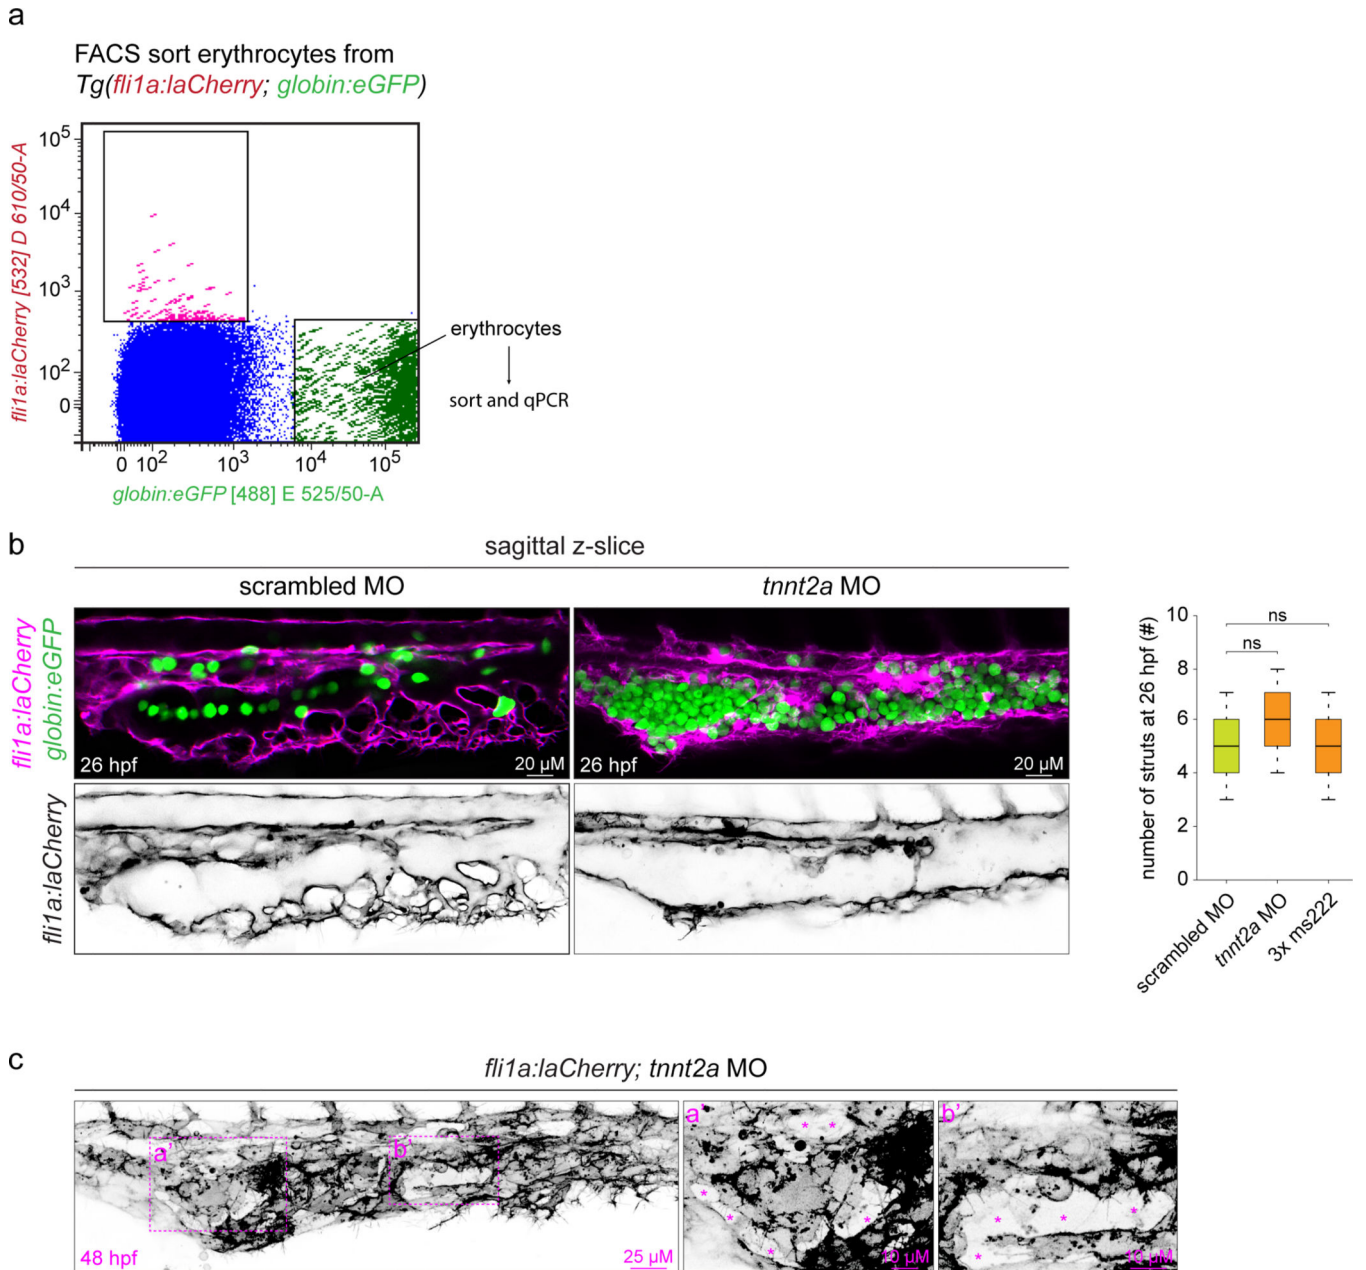 a
FACS sort erythrocytes from
Tg(fli1a:laCherry; globin:eGFP)
fli1a:laCherry [532] D 610/50-A
10^5
10^4
10^3
10^2
0
0 10^2 10^3 10^4 10^5
globin:eGFP [488] E 525/50-A
erythrocytes
sort and qPCR
b
sagittal z-slice
scrambled MO
tnnt2a MO
fli1a:laCherry
globin:eGFP
26 hpf
20 µM
26 hpf
20 µM
fli1a:laCherry
number of struts at 26 hpf (#)
10
8
6
4
2
0
ns
ns
scrambled MO
tnnt2a MO
3x ms222
c
fli1a:laCherry; tnnt2a MO
a'
b'
48 hpf
25 µM
a'
* *
*
*
*
*
10 µM
b'
* * *
*
10 µM